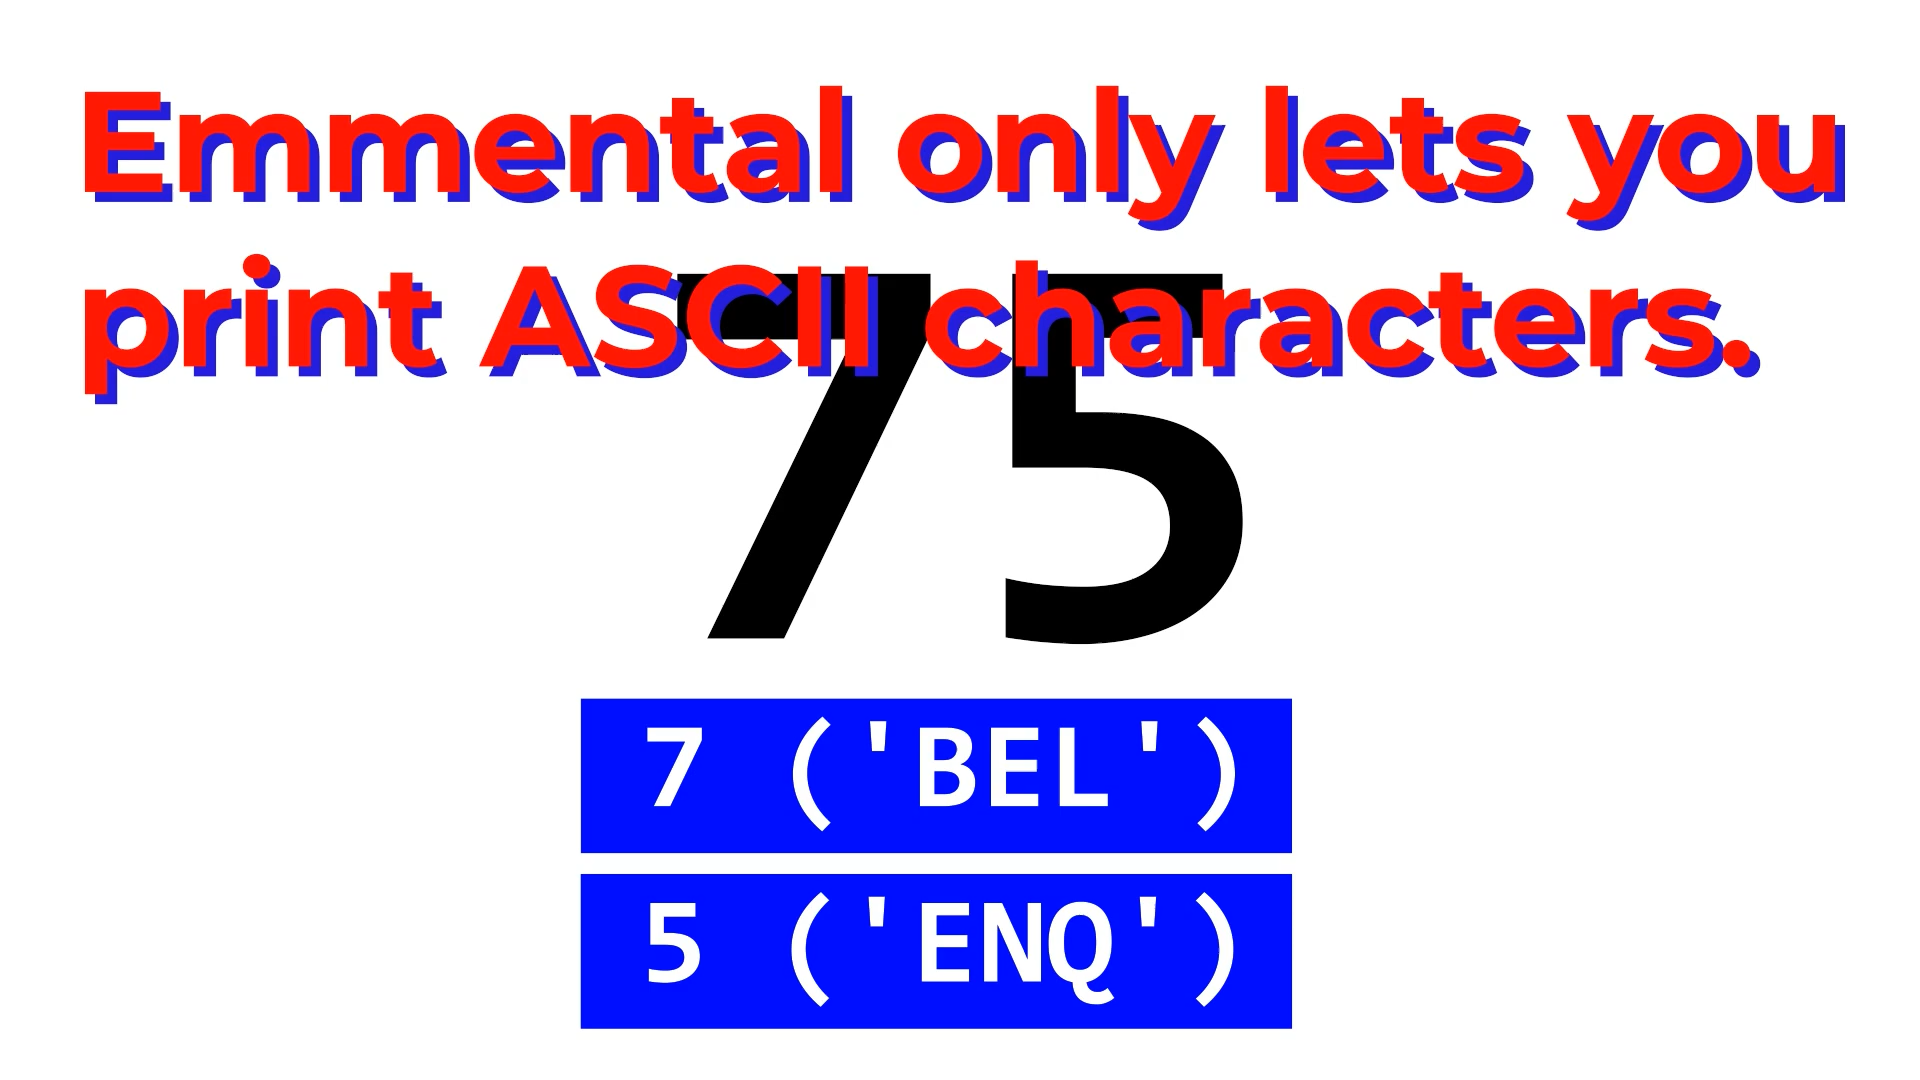 Emmental only lets you
print ASCII characters.
75
7 ('BEL')
5 ('ENQ')